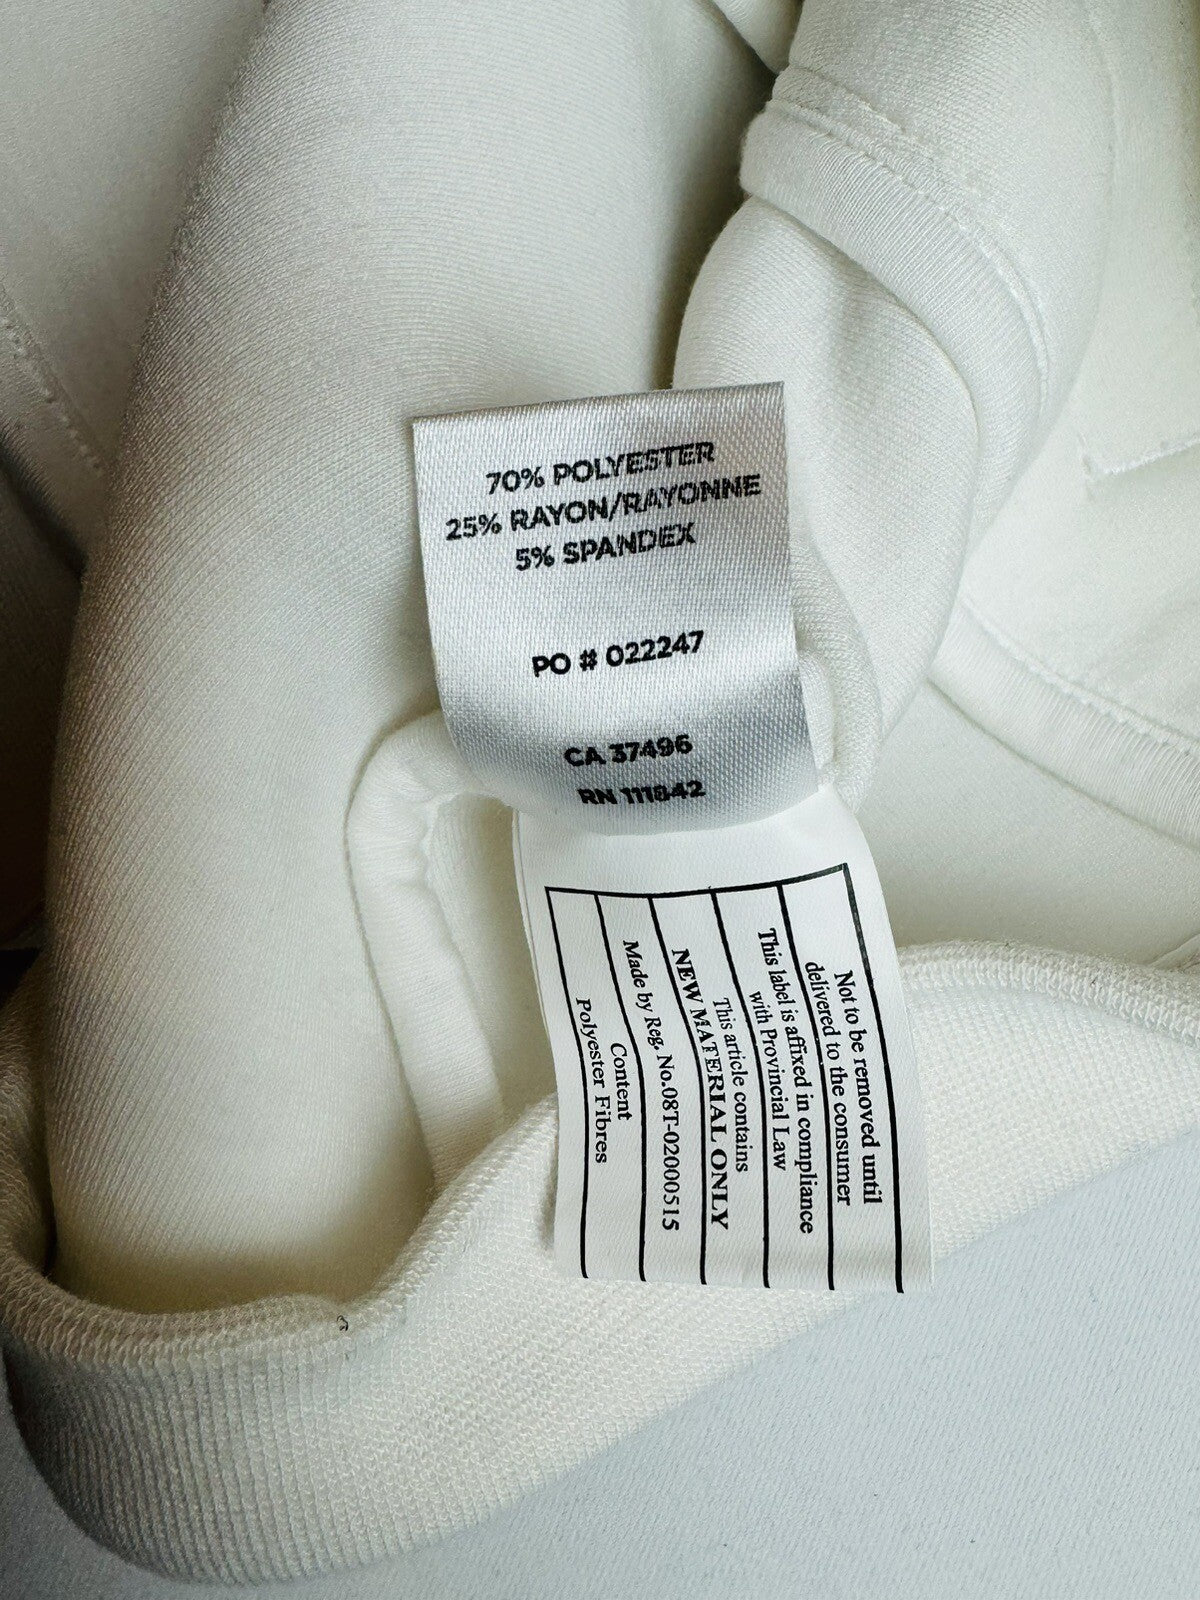 70% POLYESTER
25% RAYON/RAYONNE
5% SPANDEX
PO # 022247
CA 37496
RN 111842
Not to be removed until
delivered to the consumer
This label is affixed in compliance
with Provincial Law
This article contains
NEW MATERIAL ONLY
Made by Reg. No.08T-02000515
Content
Polyester Fibres